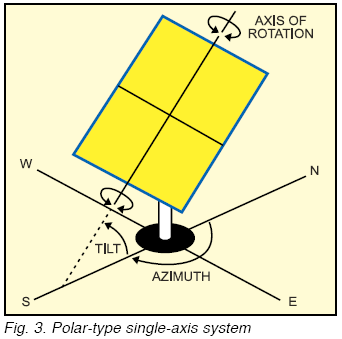 AXIS OF
ROTATION
W
N
TILT
AZIMUTH
S
E
Fig. 3. Polar-type single-axis system